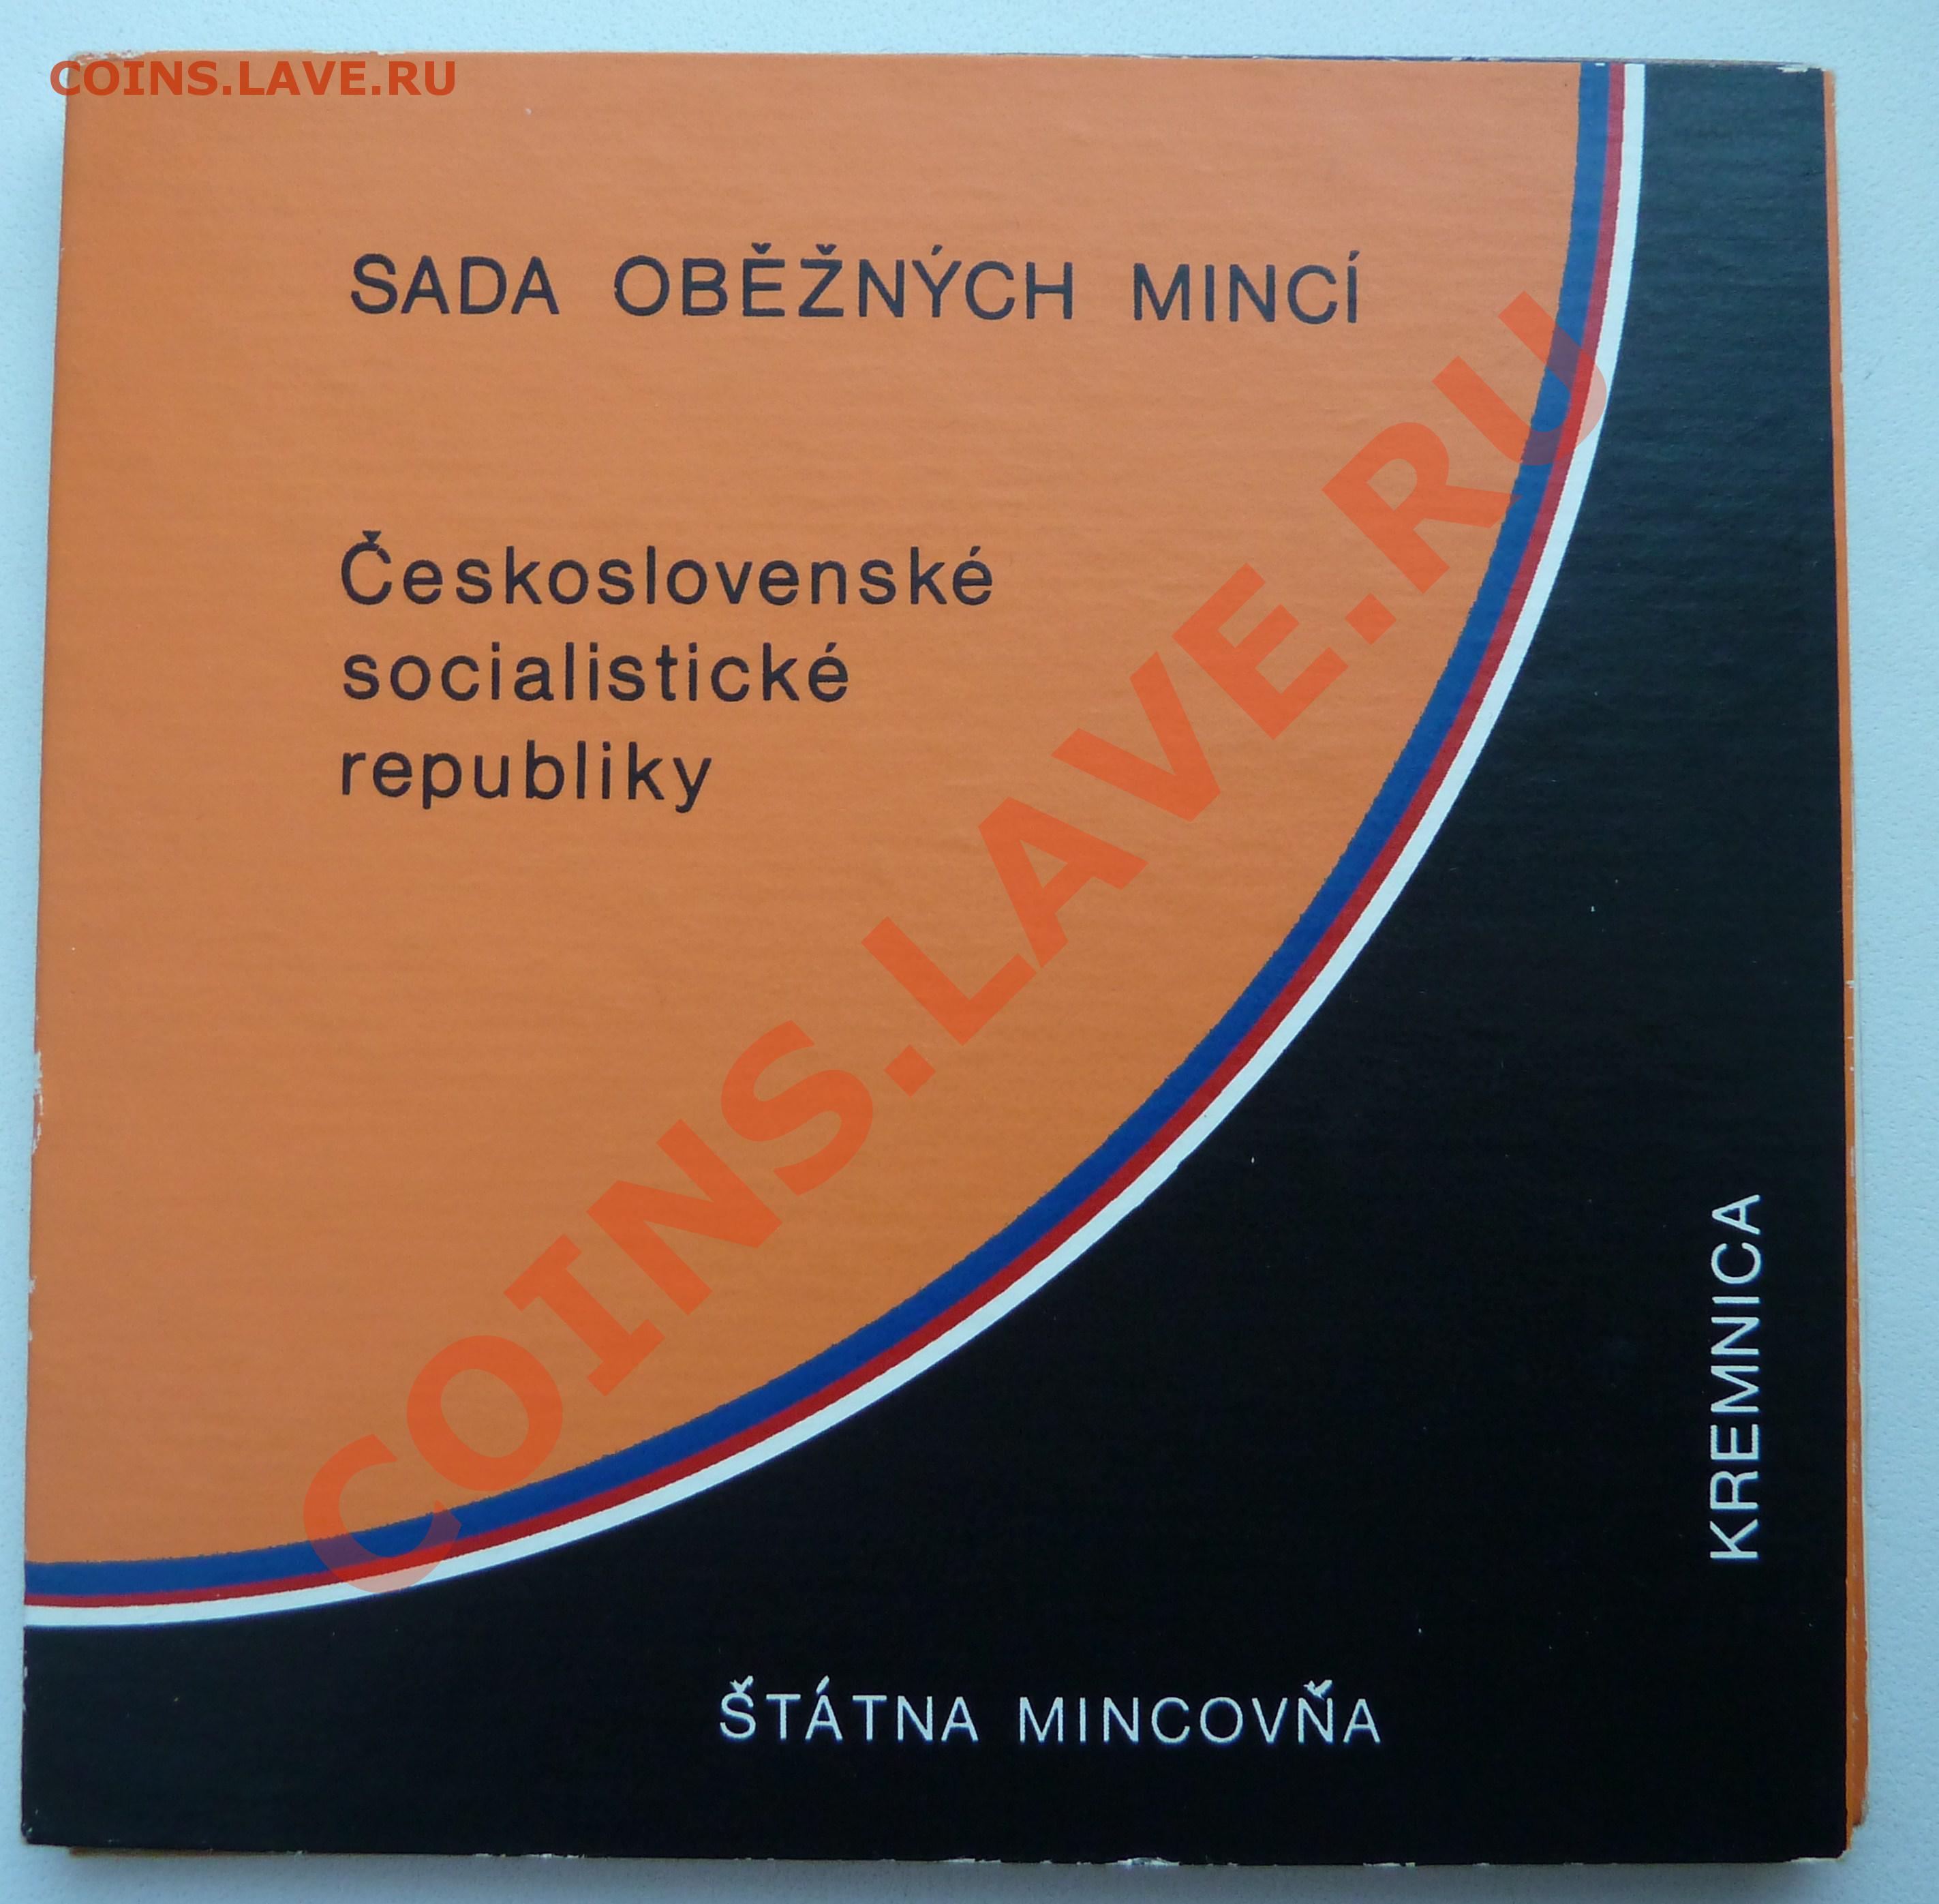 COINS.LAVE.RU
SADA OBĚŽNÝCH MINCÍ
Československé
socialistické
republiky
COINS.LAVE.RU
KREMNICA
ŠTÁTNA MINCOVŇA